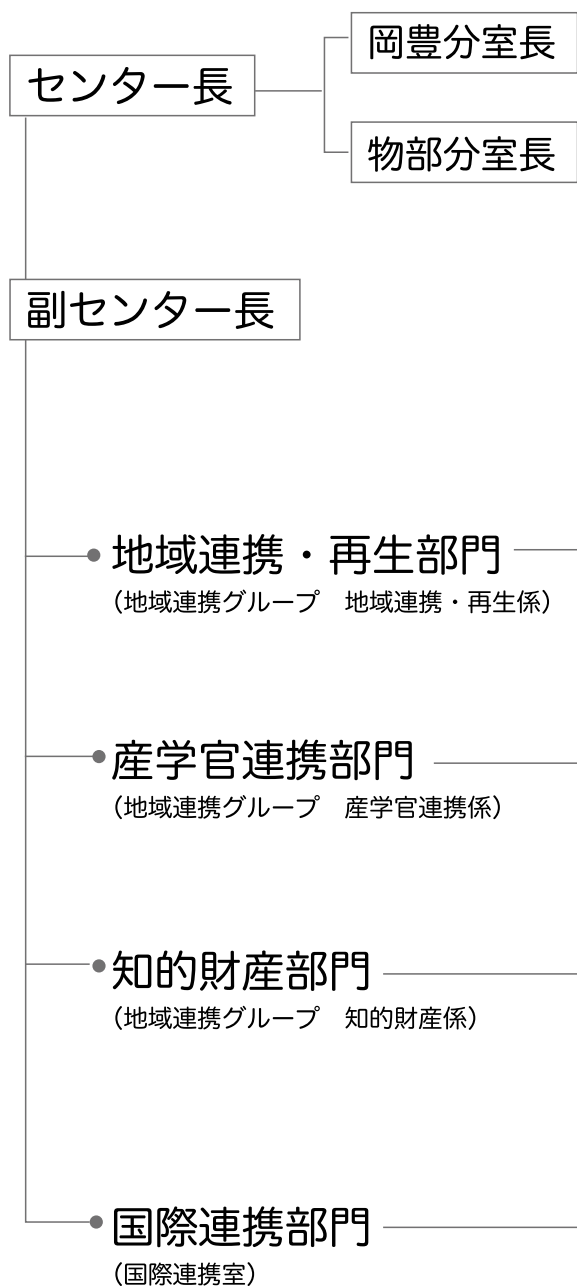 岡豊分室長
センター長
物部分室長
副センター長
地域連携・再生部門
（地域連携グループ　地域連携・再生係）
産学官連携部門
（地域連携グループ　産学官連携係）
知的財産部門
（地域連携グループ　知的財産係）
国際連携部門
（国際連携室）